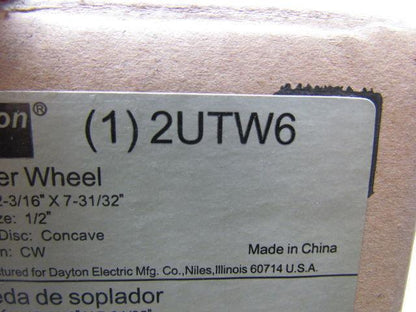 on®
(1) 2UTW6
er Wheel
2-3/16" X 7-31/32"
ze: 1/2"
Disc: Concave
n: CW
Made in China
ctured for Dayton Electric Mfg. Co.,Niles,Illinois 60714 U.S.A.
eda de soplador